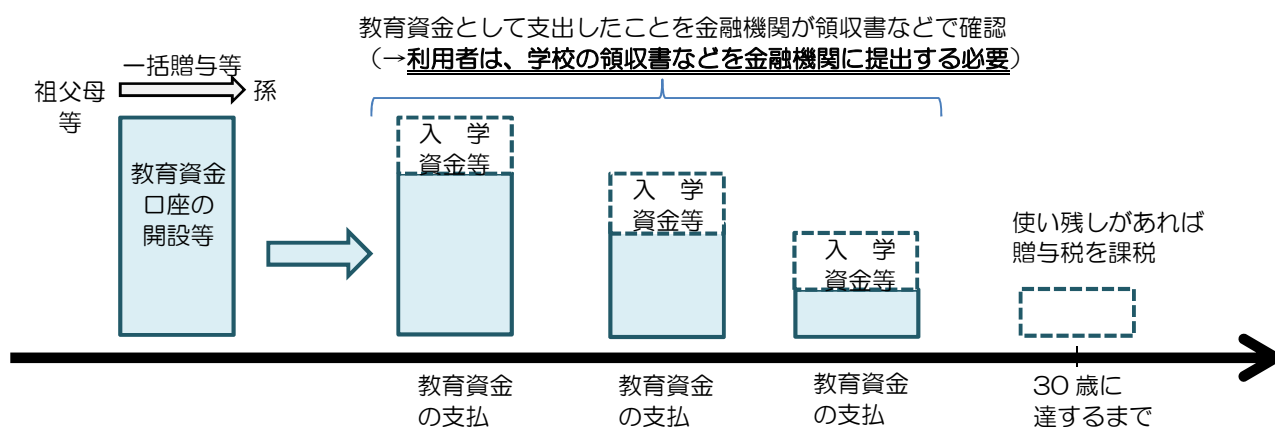 教育資金として支出したことを金融機関が領収書などで確認
（→利用者は、学校の領収書などを金融機関に提出する必要）
一括贈与等
祖父母
等
孫
教育資金
口座の
開設等
入　学
資金等
入　学
資金等
入　学
資金等
使い残しがあれば
贈与税を課税
教育資金
の支払
教育資金
の支払
教育資金
の支払
30 歳に
達するまで